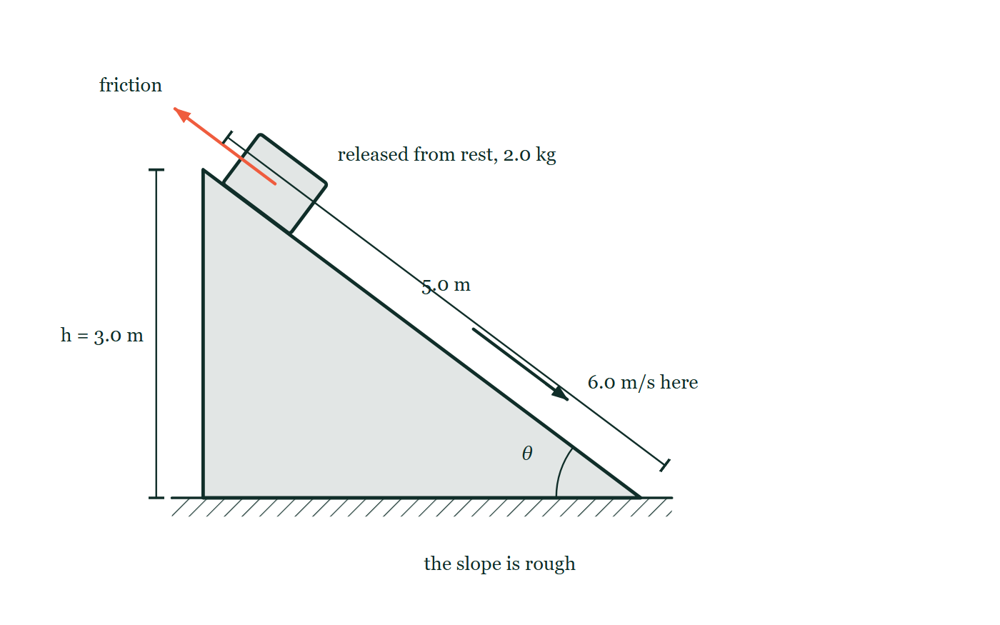 friction
released from rest, 2.0 kg
5.0 m
h = 3.0 m
6.0 m/s here
θ
the slope is rough